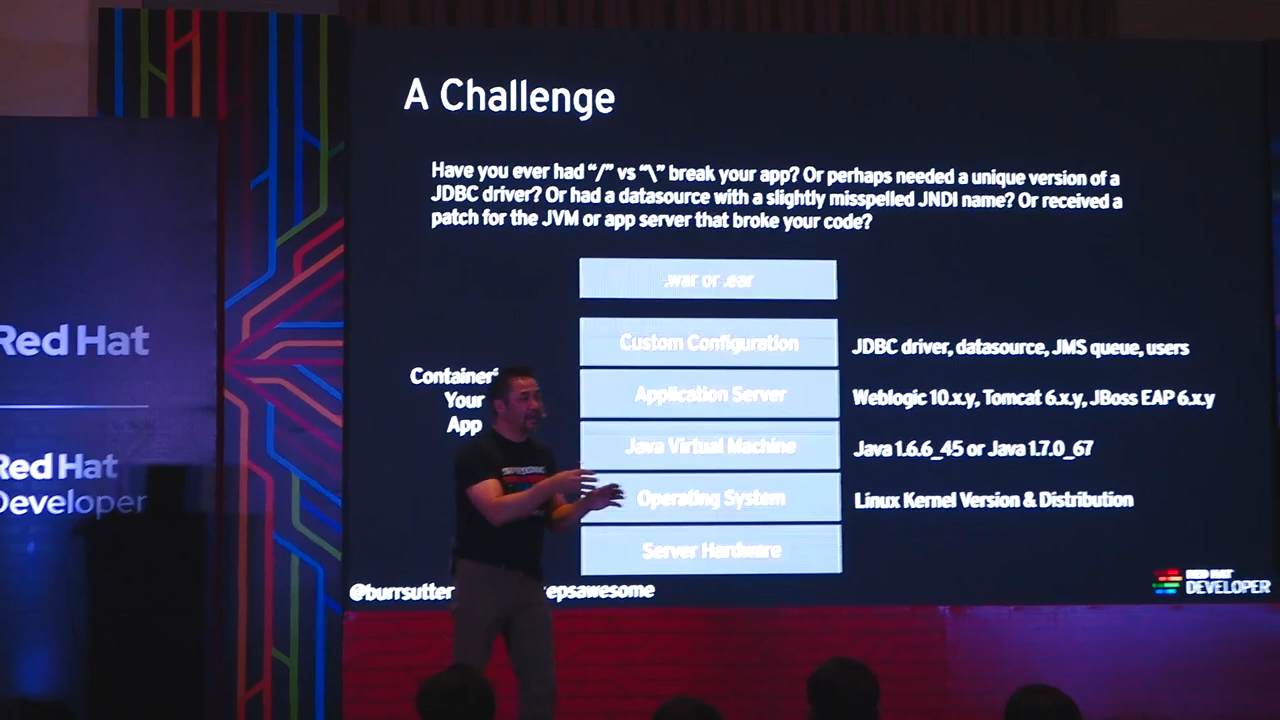 A Challenge
Have you ever had “/” vs “\” break your app? Or perhaps needed a unique version of a
JDBC driver? Or had a datasource with a slightly misspelled JNDI name? Or received a
patch for the JVM or app server that broke your code?
.war or .ear
Custom Configuration
JDBC driver, datasource, JMS queue, users
Your
App
Application Server
Weblogic 10.x.y, Tomcat 6.x.y, JBoss EAP 6.x.y
Java Virtual Machine
Java 1.6.6_45 or Java 1.7.0_67
Operating System
Linux Kernel Version & Distribution
Server Hardware
@burrsutter
epsawesome
RED HAT
DEVELOPER
Red Hat
Red Hat
Developer